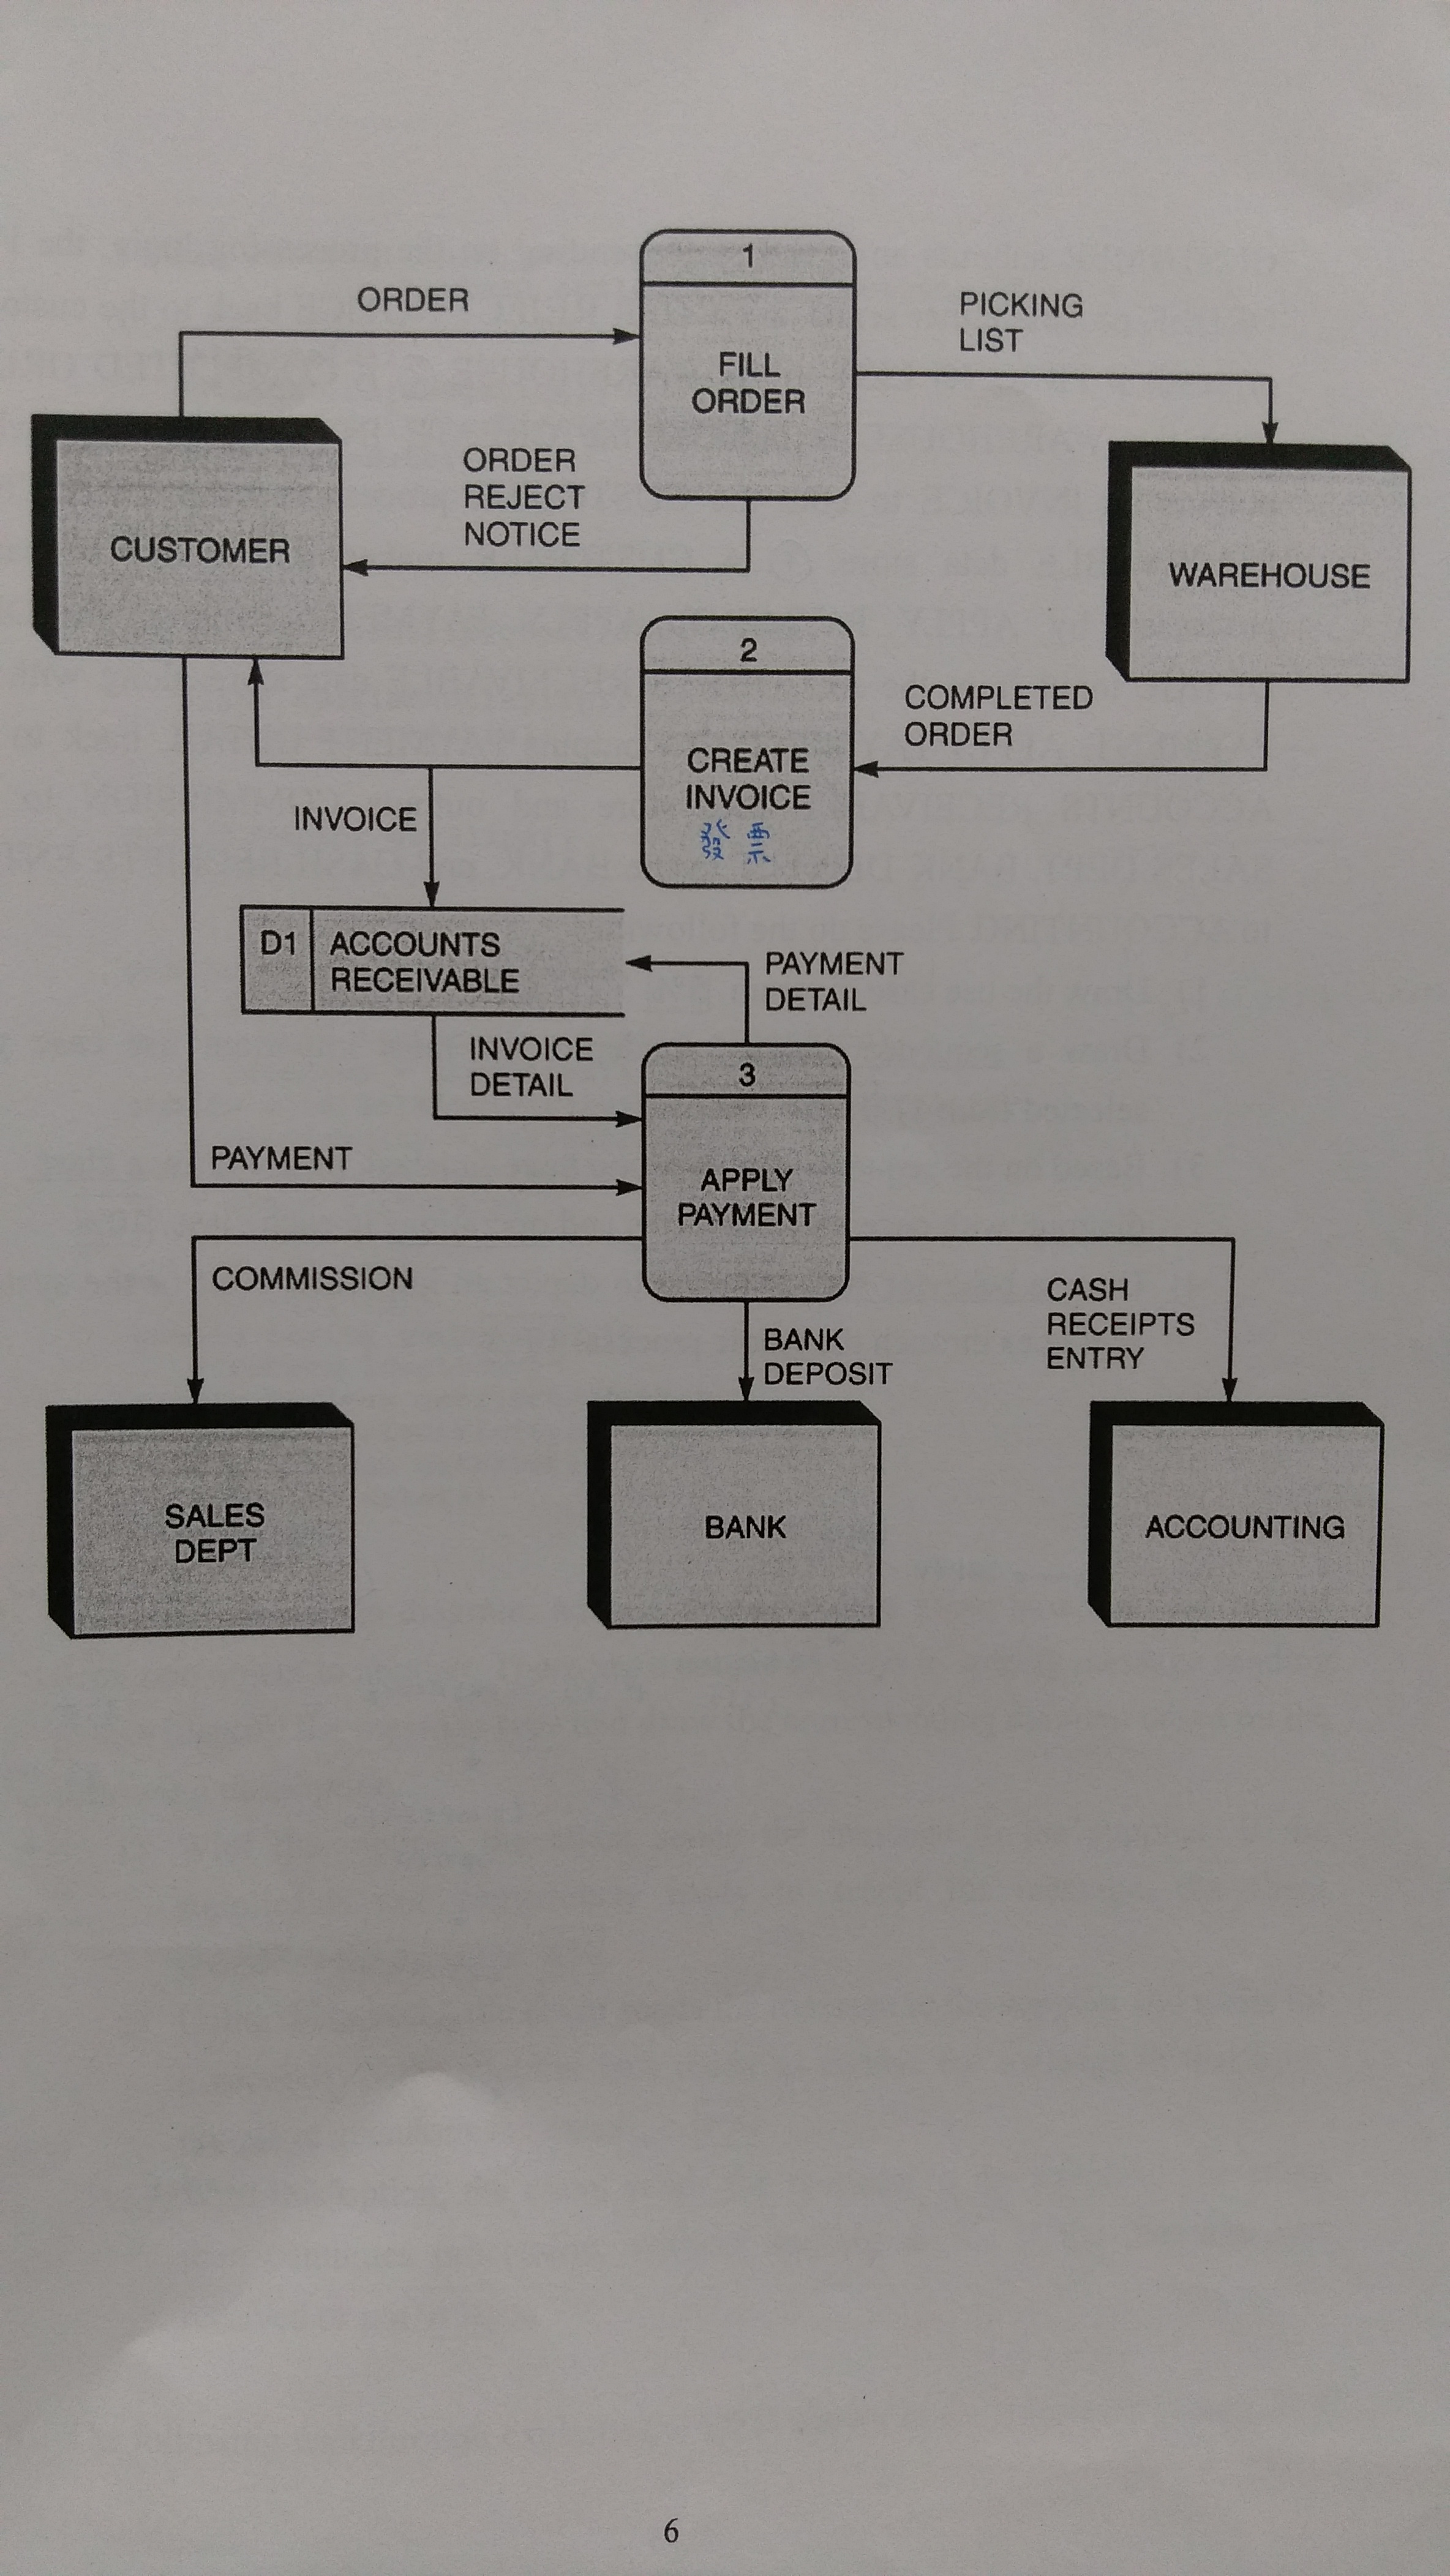 1
ORDER
PICKING
LIST
FILL
ORDER
ORDER
REJECT
NOTICE
CUSTOMER
WAREHOUSE
2
COMPLETED
ORDER
CREATE
INVOICE
發票
INVOICE
D1
ACCOUNTS
RECEIVABLE
PAYMENT
DETAIL
INVOICE
DETAIL
3
PAYMENT
APPLY
PAYMENT
COMMISSION
CASH
RECEIPTS
ENTRY
BANK
DEPOSIT
SALES
DEPT
BANK
ACCOUNTING
6